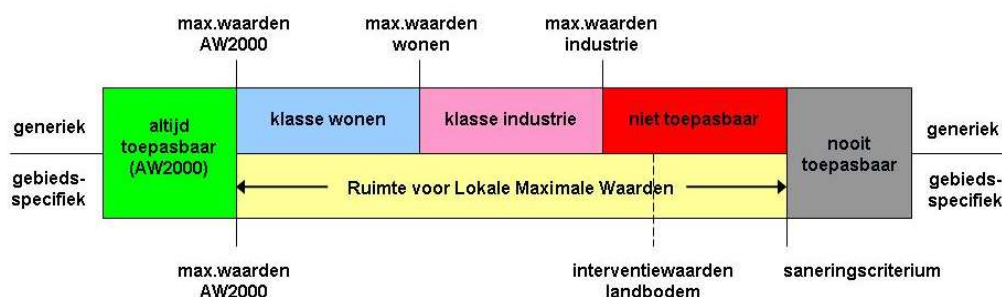 max.waarden
AW2000
max.waarden
wonen
max.waarden
industrie
generiek
altijd
toepasbaar
(AW2000)
klasse wonen
klasse industrie
niet toepasbaar
nooit
toepasbaar
generiek
gebieds-
specifiek
Ruimte voor Lokale Maximale Waarden
gebieds-
specifiek
max.waarden
AW2000
interventiewaarden
landbodem
saneringscriterium